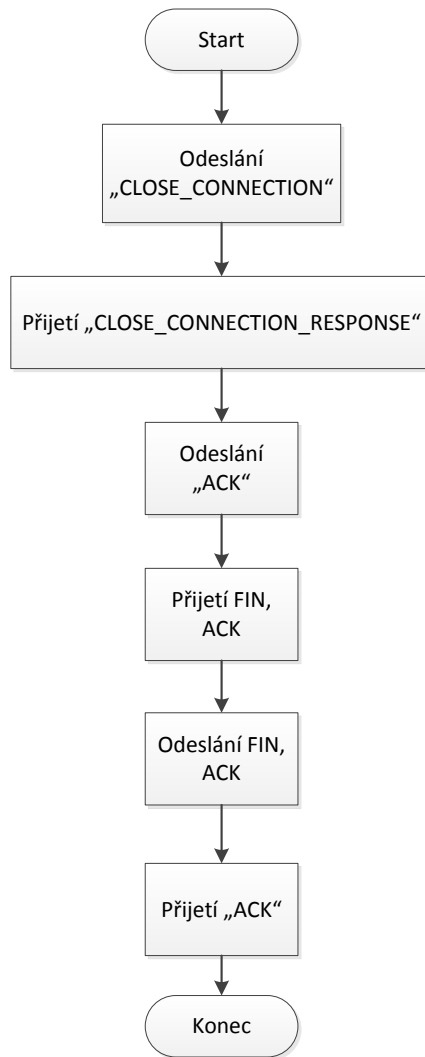 Start
Odeslání
„CLOSE_CONNECTION“
Přijetí „CLOSE_CONNECTION_RESPONSE“
Odeslání
„ACK“
Přijetí FIN,
ACK
Odeslání FIN,
ACK
Přijetí „ACK“
Konec